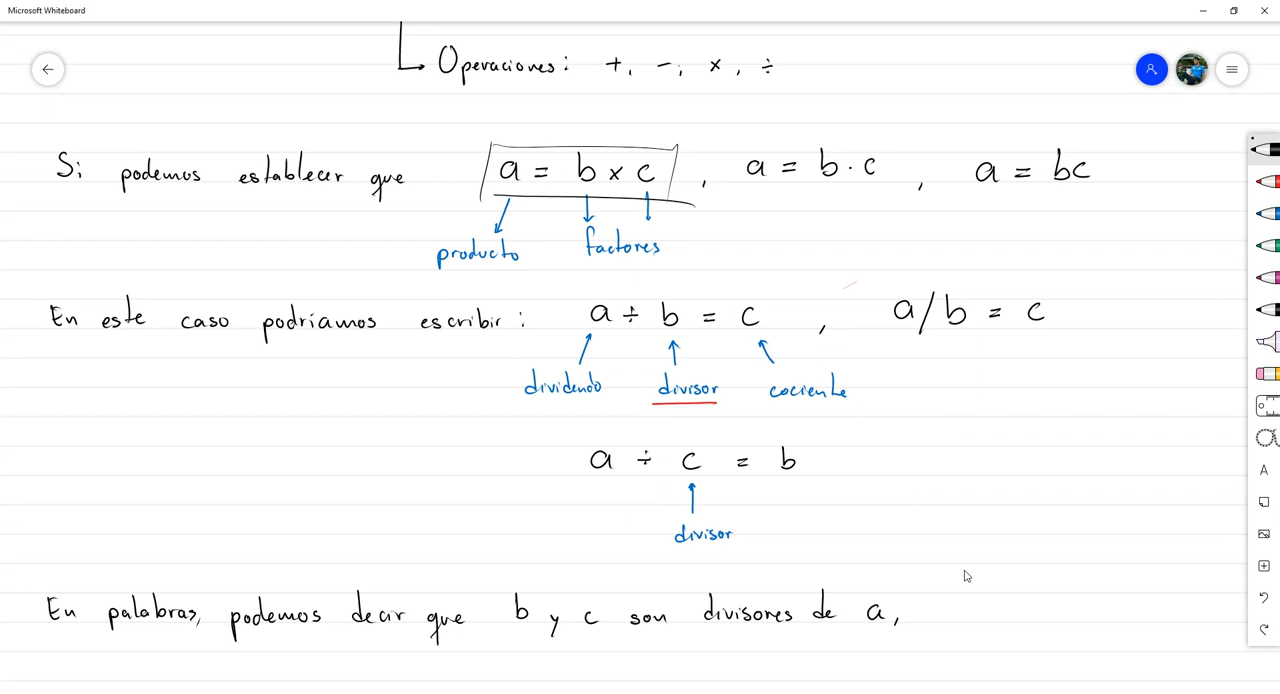 Microsoft Whiteboard
Operaciones: +, -, ×, ÷
Si podemos establecer que a = b × c, a = b · c, a = bc
producto factores
En este caso podríamos escribir: a ÷ b = c, a/b = c
dividendo divisor cociente
a ÷ c = b
divisor
En palabras, podemos decir que b y c son divisores de a,
A